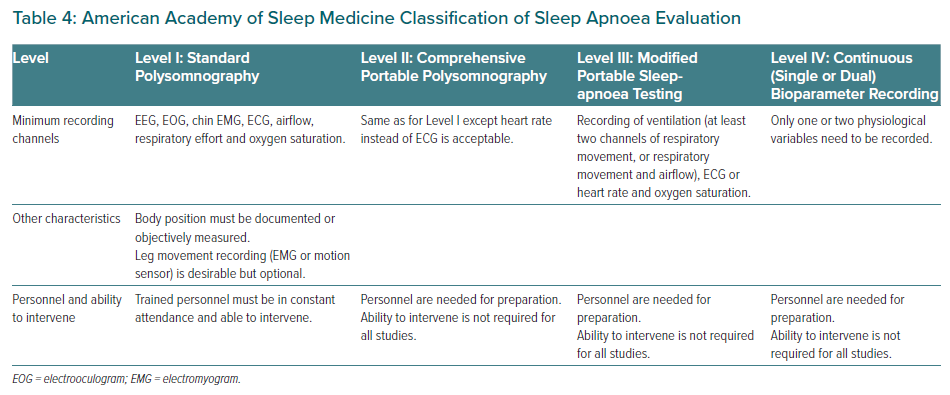 Table 4: American Academy of Sleep Medicine Classification of Sleep Apnoea Evaluation
Level
Level I: Standard
Polysomnography
Level II: Comprehensive
Portable Polysomnography
Level III: Modified
Portable Sleep-
apnoea Testing
Level IV: Continuous
(Single or Dual)
Bioparameter Recording
Minimum recording
channels
EEG, EOG, chin EMG, ECG, airflow,
respiratory effort and oxygen saturation.
Same as for Level I except heart rate
instead of ECG is acceptable.
Recording of ventilation (at least
two channels of respiratory
movement, or respiratory
movement and airflow), ECG or
heart rate and oxygen saturation.
Only one or two physiological
variables need to be recorded.
Other characteristics
Body position must be documented or
objectively measured.
Leg movement recording (EMG or motion
sensor) is desirable but optional.
Personnel and ability
to intervene
Trained personnel must be in constant
attendance and able to intervene.
Personnel are needed for preparation.
Ability to intervene is not required for
all studies.
Personnel are needed for
preparation.
Ability to intervene is not required
for all studies.
Personnel are needed for
preparation.
Ability to intervene is not
required for all studies.
EOG = electrooculogram; EMG = electromyogram.